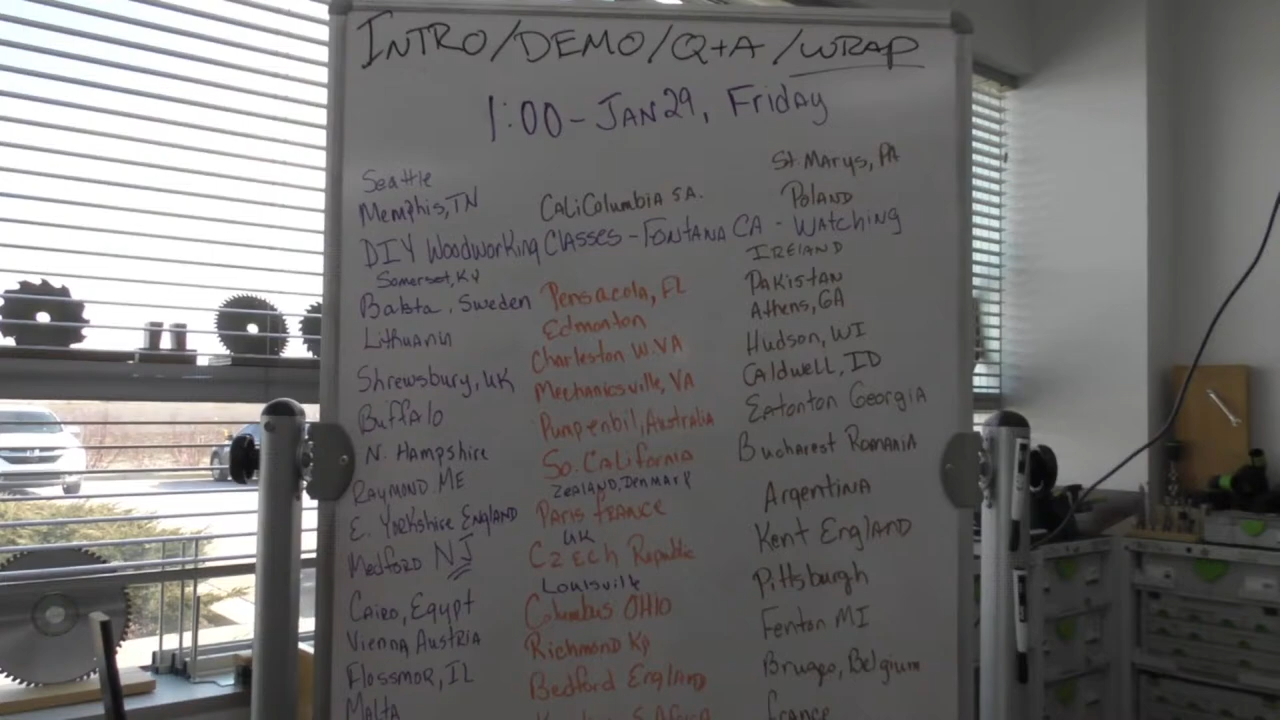 INTRO/DEMO/Q+A/WRAP
1:00 - JAN 29, Friday
Seattle
Memphis, TN
DIY Woodworking Classes - FONTANA CA - WATCHING
Somerset, KY
Balsta, Sweden
Lithuania
Shrewsbury, UK
Buffalo
N. Hampshire
RAYMOND ME
E. Yorkshire ENGLAND
Medford NJ
Cairo, Egypt
Vienna Austria
Flossmor, IL
Malta
CALi Columbia S.A.
Pensacola, FL
Edmonton
Charleston W.VA
Mechanicsville, VA
Pumpenbil, Australia
So. California
ZEALAND, Denmark
PARIS FRANCE
UK
Czech Republic
Louisville
Columbus OHIO
Richmond Ky
Bedford England
S. Africa
St. Marys, PA
POLAND
IRELAND
PAKISTAN
Athens, GA
Hudson, WI
CALDWELL, ID
Eatonton Georgia
Bucharest Romania
Argentina
Kent England
Pittsburgh
Fenton MI
Brugge, Belgium
France